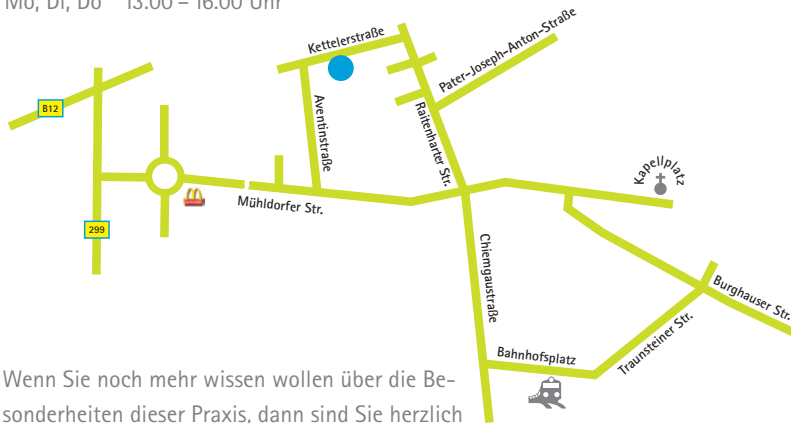 Mo, Di, Do 13.00 – 16.00 Uhr
Kettelerstraße
Pater-Joseph-Anton-Straße
B12
Aventinstraße
Raitenharter Str.
Kapellplatz
Mühldorfer Str.
299
Chiemgaustraße
Burghauser Str.
Traunsteiner Str.
Bahnhofsplatz
Wenn Sie noch mehr wissen wollen über die Be-
sonderheiten dieser Praxis, dann sind Sie herzlich